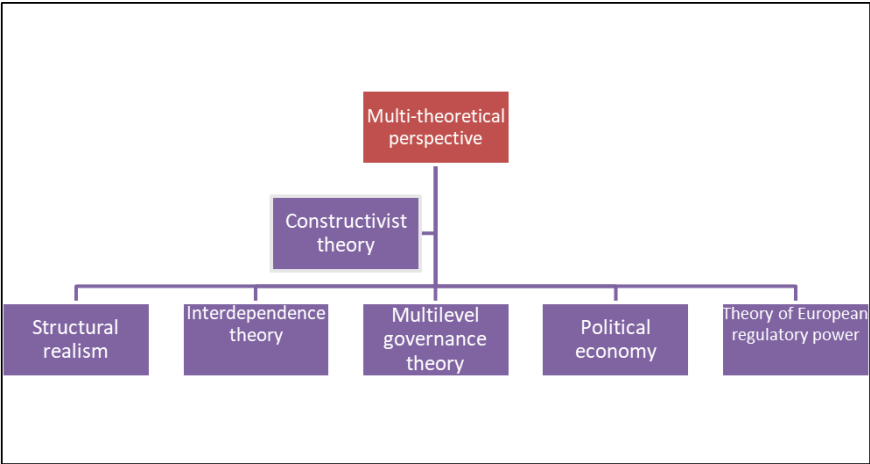 Multi-theoretical
perspective
Constructivist
theory
Structural
realism
Interdependence
theory
Multilevel
governance
theory
Political
economy
Theory of European
regulatory power